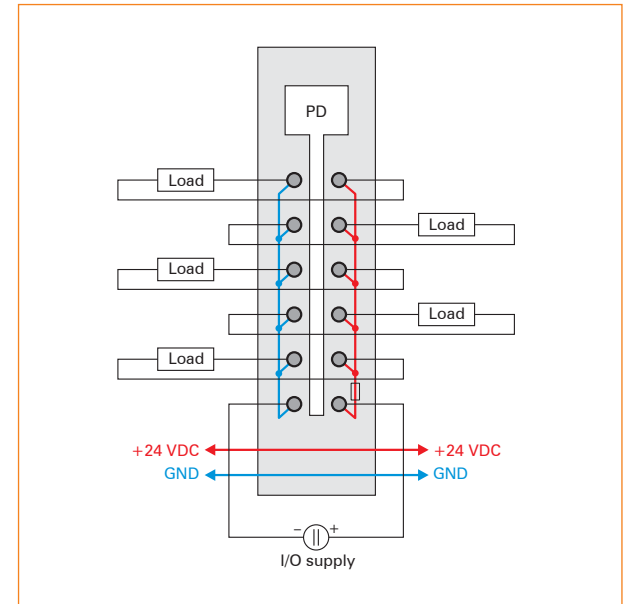 PD
Load
Load
Load
Load
Load
+24 VDC +24 VDC
GND GND
– +
I/O supply